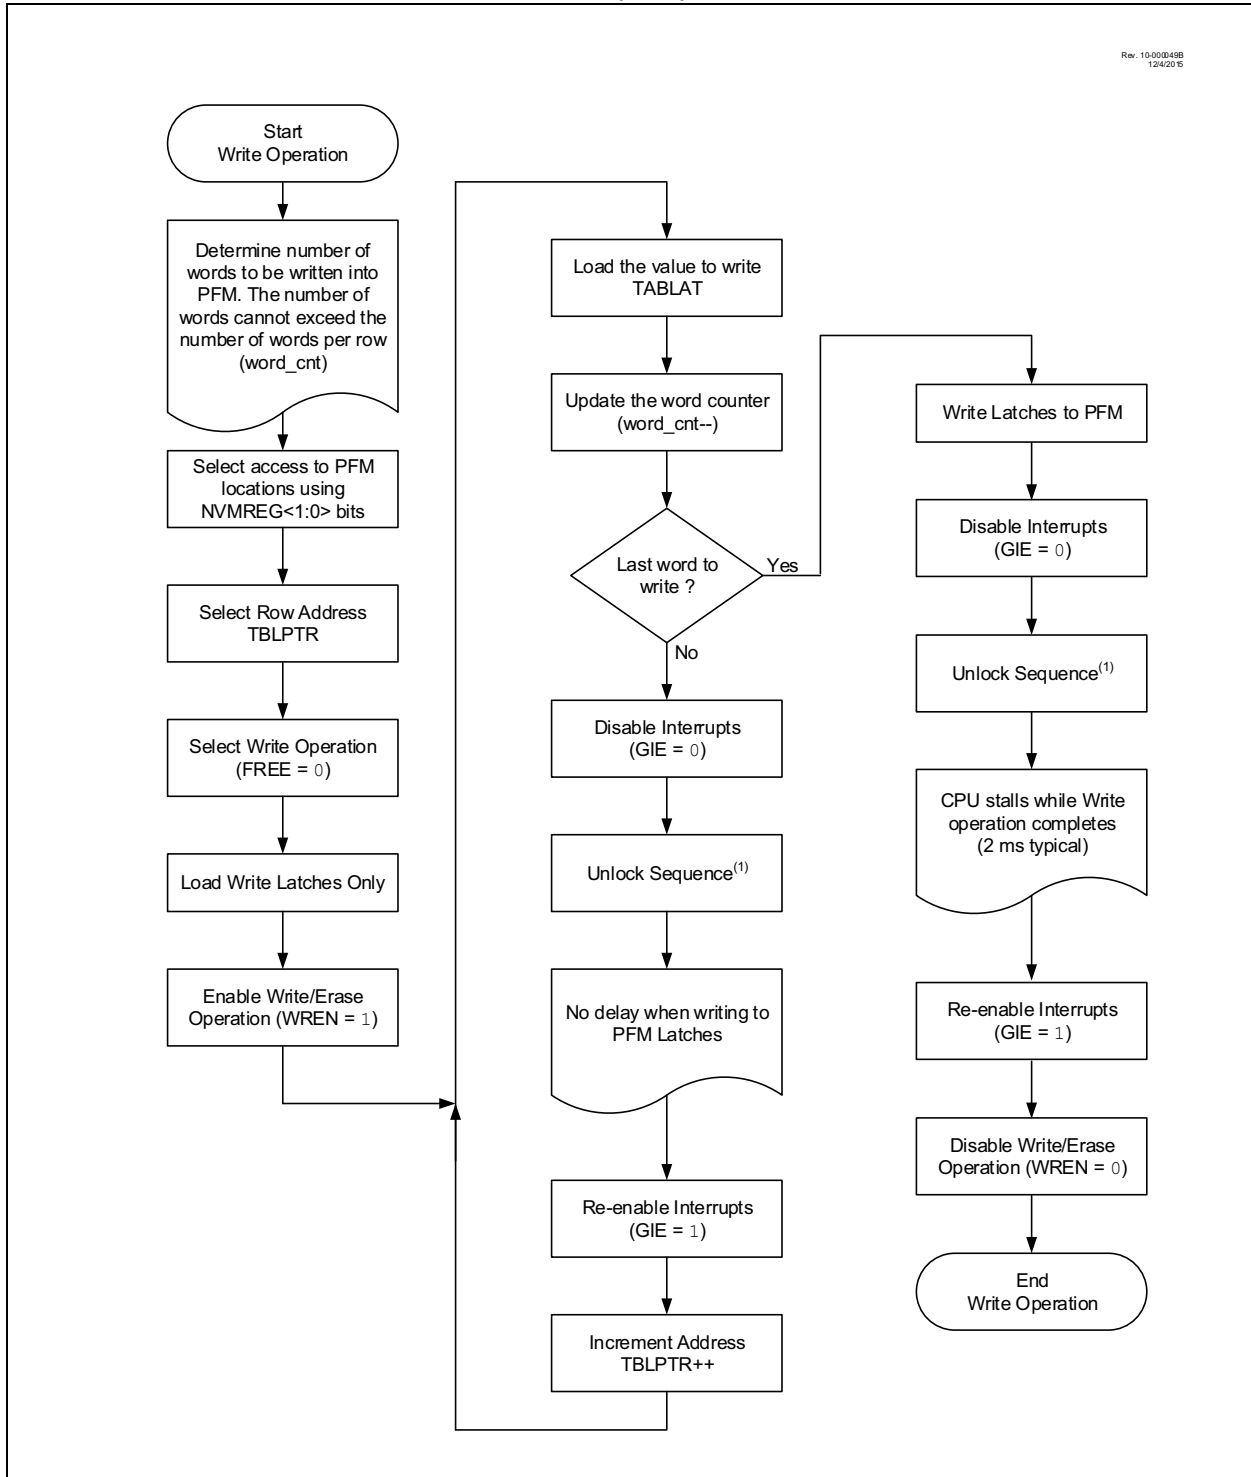 Rev. 10-000049B
12/4/2015
Start
Write Operation
Determine number of
words to be written into
PFM. The number of
words cannot exceed the
number of words per row
(word_cnt)
Select access to PFM
locations using
NVMREG<1:0> bits
Select Row Address
TBLPTR
Select Write Operation
(FREE = 0)
Load Write Latches Only
Enable Write/Erase
Operation (WREN = 1)
Load the value to write
TABLAT
Update the word counter
(word_cnt--)
Last word to
write ?
Yes
No
Disable Interrupts
(GIE = 0)
Unlock Sequence(1)
No delay when writing to
PFM Latches
Re-enable Interrupts
(GIE = 1)
Increment Address
TBLPTR++
Write Latches to PFM
Disable Interrupts
(GIE = 0)
Unlock Sequence(1)
CPU stalls while Write
operation completes
(2 ms typical)
Re-enable Interrupts
(GIE = 1)
Disable Write/Erase
Operation (WREN = 0)
End
Write Operation